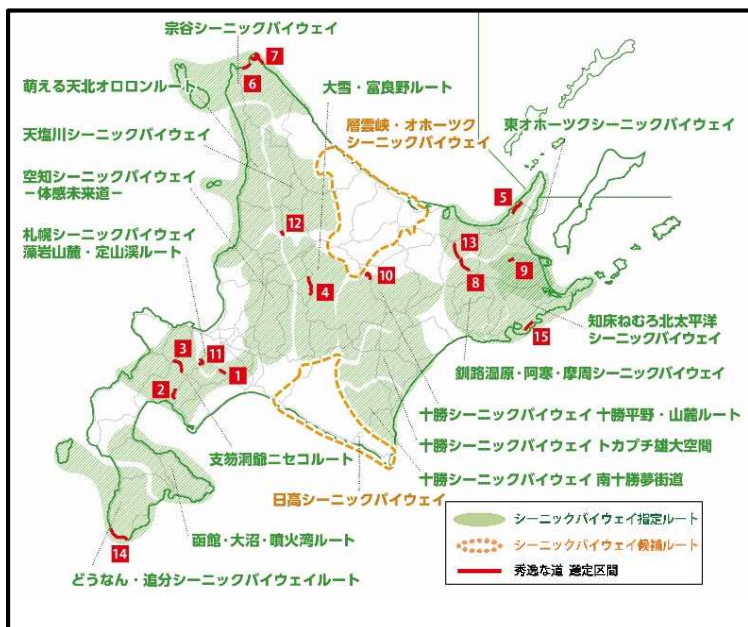 宗谷シーニックバイウェイ
7
6
萌える天北オロロンルート
大雪・富良野ルート
天塩川シーニックバイウェイ
層雲峡・オホーツク
シーニックバイウェイ
東オホーツクシーニックバイウェイ
空知シーニックバイウェイ
－体感未来道－
5
12
札幌シーニックバイウェイ
藻岩山麓・定山渓ルート
13
10
9
8
4
知床ねむろ北太平洋
シーニックバイウェイ
15
3
11
1
2
釧路湿原・阿寒・摩周シーニックバイウェイ
十勝シーニックバイウェイ 十勝平野・山麓ルート
支笏洞爺ニセコルート
十勝シーニックバイウェイ トカプチ雄大空間
十勝シーニックバイウェイ 南十勝夢街道
日高シーニックバイウェイ
函館・大沼・噴火湾ルート
14
どうなん・追分シーニックバイウェイルート
シーニックバイウェイ指定ルート
シーニックバイウェイ候補ルート
秀逸な道 選定区間